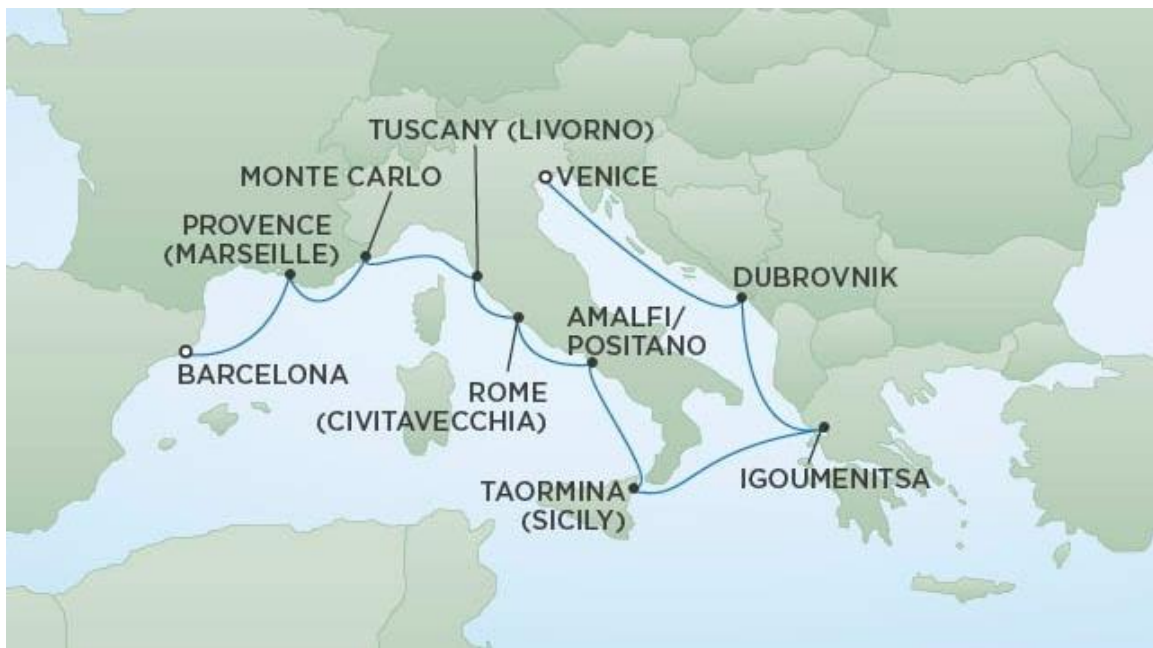 TUSCANY (LIVORNO)
MONTE CARLO
VENICE
PROVENCE
(MARSEILLE)
DUBROVNIK
AMALFI/
POSITANO
BARCELONA
ROME
(CIVITAVECCHIA)
IGOUMENITSA
TAORMINA
(SICILY)